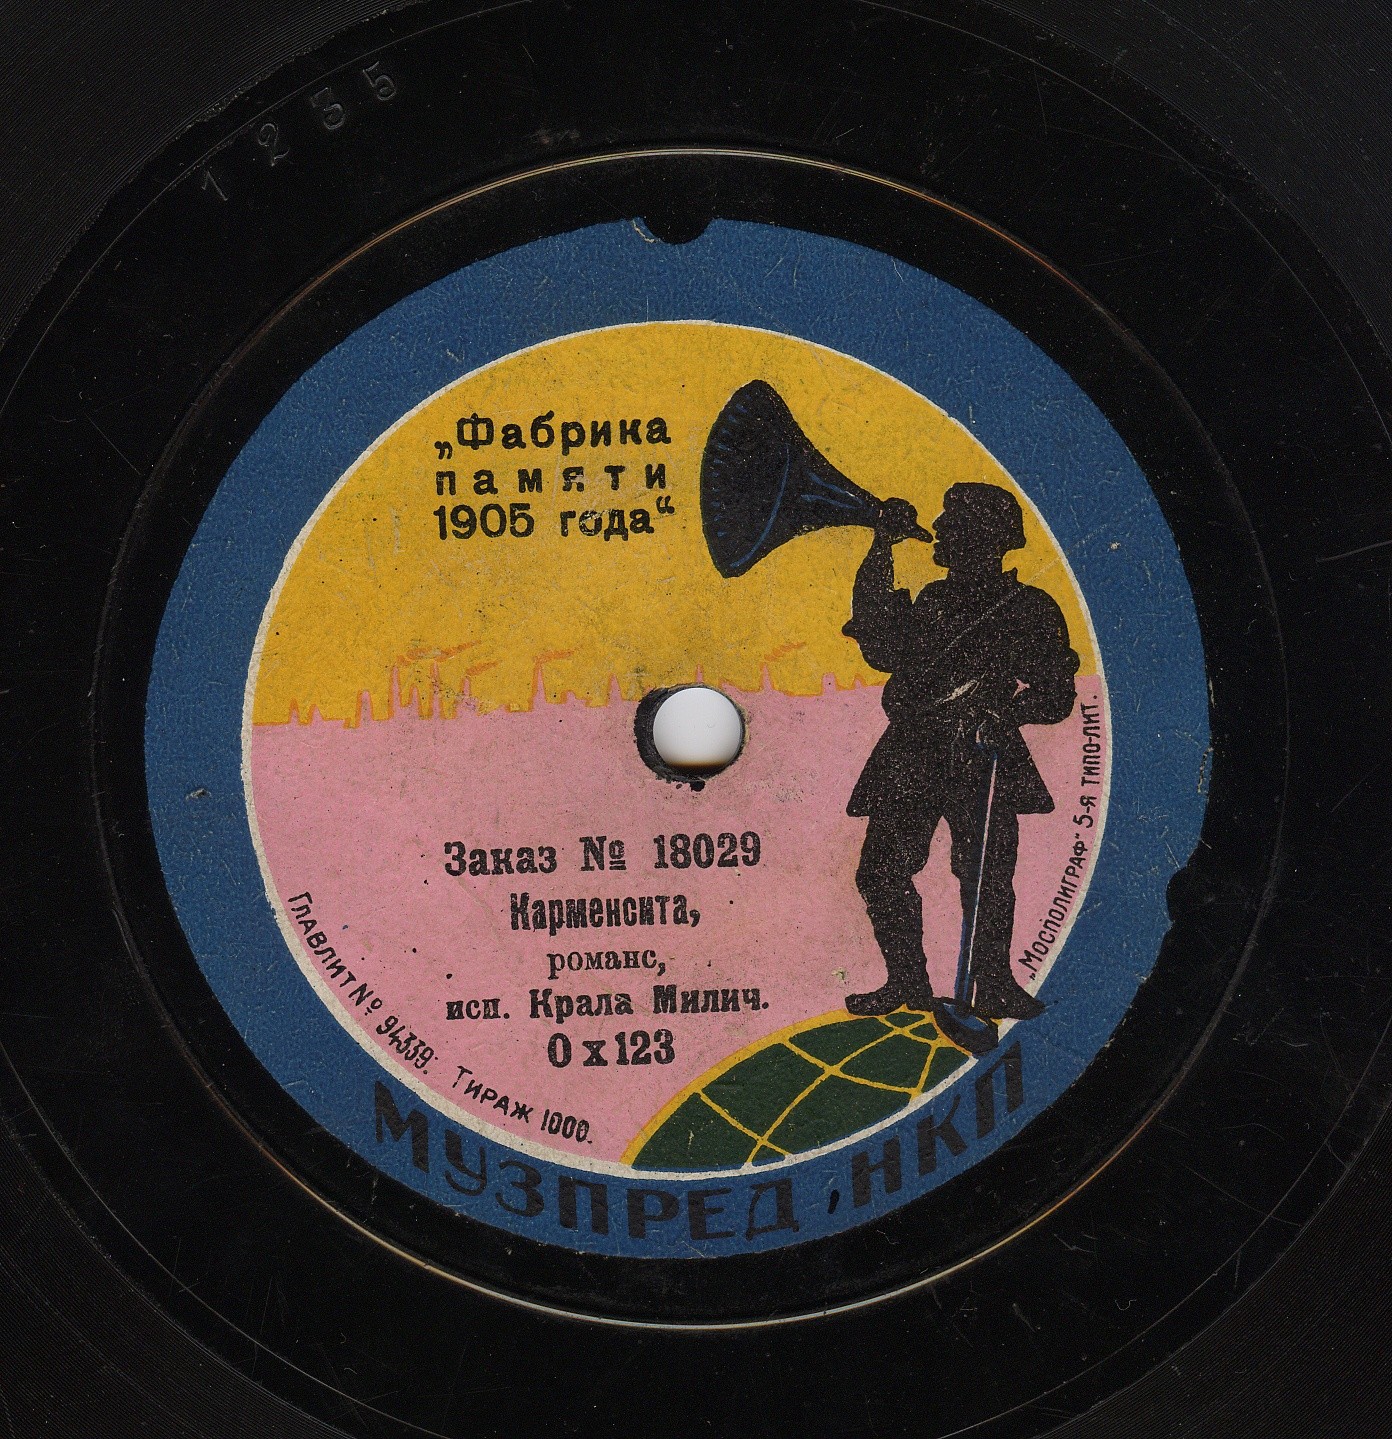 1235
„Фабрика
памяти
1905 года“
Заказ № 18029
Карменсита,
романс,
исп. Крала Милич.
0 х 123
Главлит № 94339. Тираж 1000.
„Мосполиграф“ 5-я типо-лит.
МУЗПРЕД, НКП